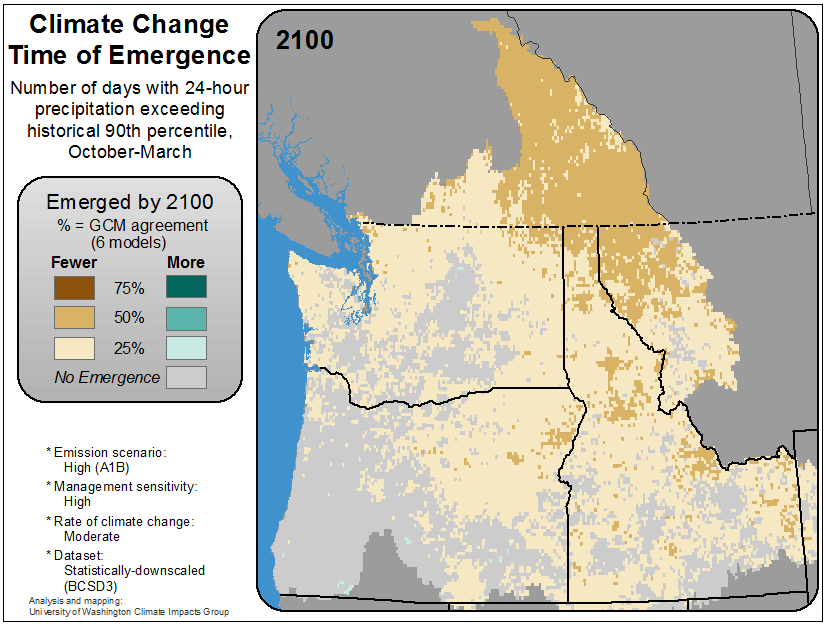 Climate Change
Time of Emergence
Number of days with 24-hour
precipitation exceeding
historical 90th percentile,
October-March
Emerged by 2100
% = GCM agreement
(6 models)
Fewer More
75%
50%
25%
No Emergence
* Emission scenario:
High (A1B)
* Management sensitivity:
High
* Rate of climate change:
Moderate
* Dataset:
Statistically-downscaled
(BCSD3)
Analysis and mapping:
University of Washington Climate Impacts Group
2100